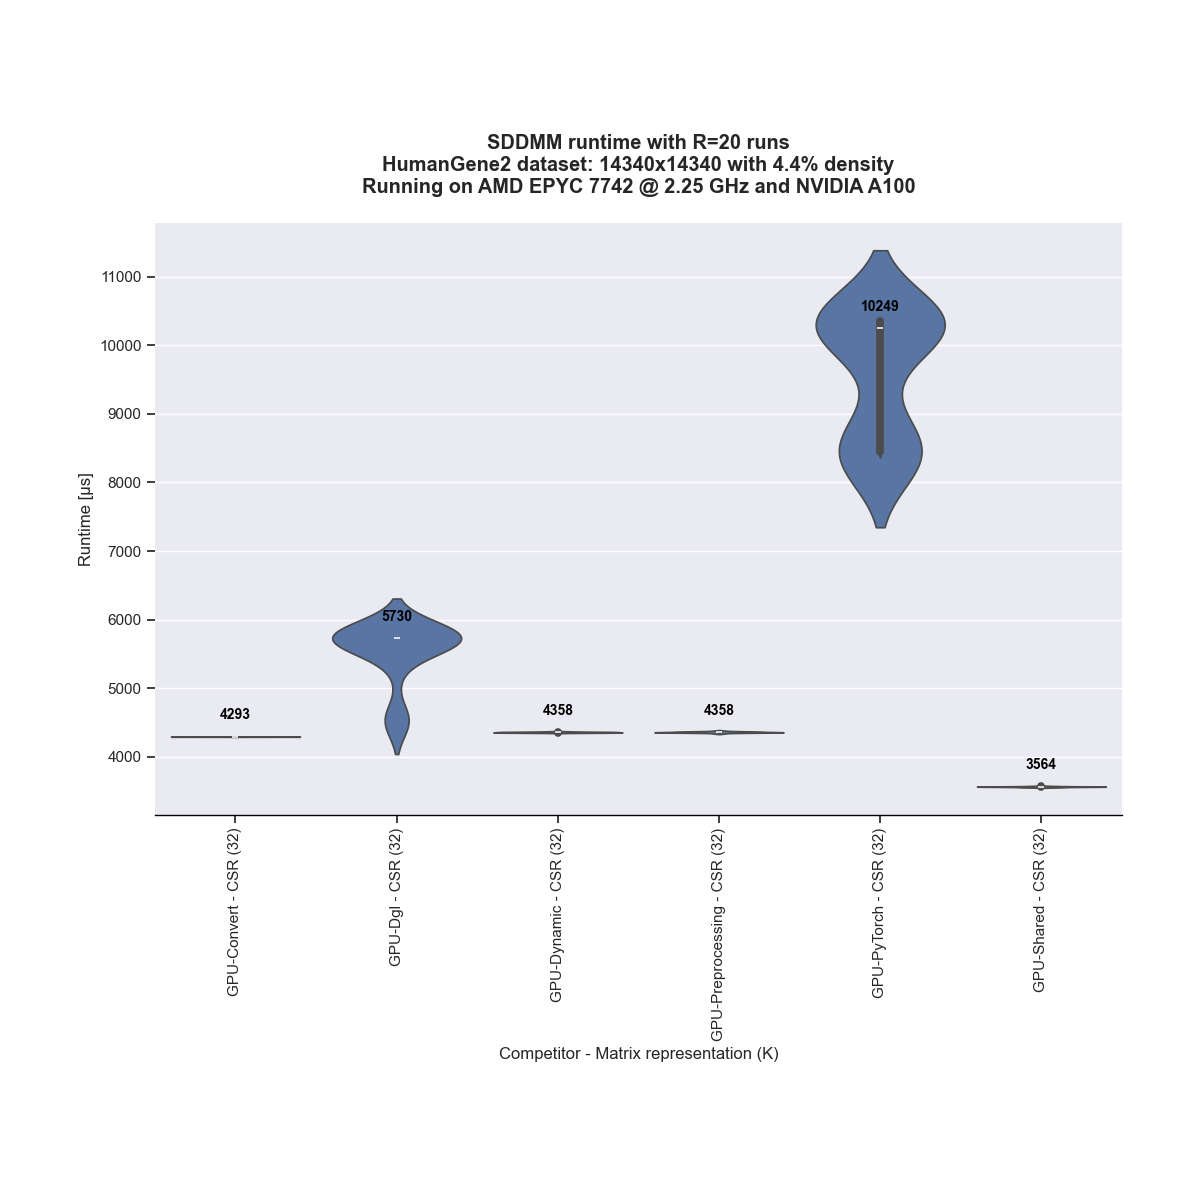 SDDMM runtime with R=20 runs
HumanGene2 dataset: 14340x14340 with 4.4% density
Running on AMD EPYC 7742 @ 2.25 GHz and NVIDIA A100
Runtime [µs]
11000
10000
9000
8000
7000
6000
5000
4000
4293
5730
4358
4358
10249
3564
GPU-Convert - CSR (32)
GPU-Dgl - CSR (32)
GPU-Dynamic - CSR (32)
GPU-Preprocessing - CSR (32)
GPU-PyTorch - CSR (32)
GPU-Shared - CSR (32)
Competitor - Matrix representation (K)